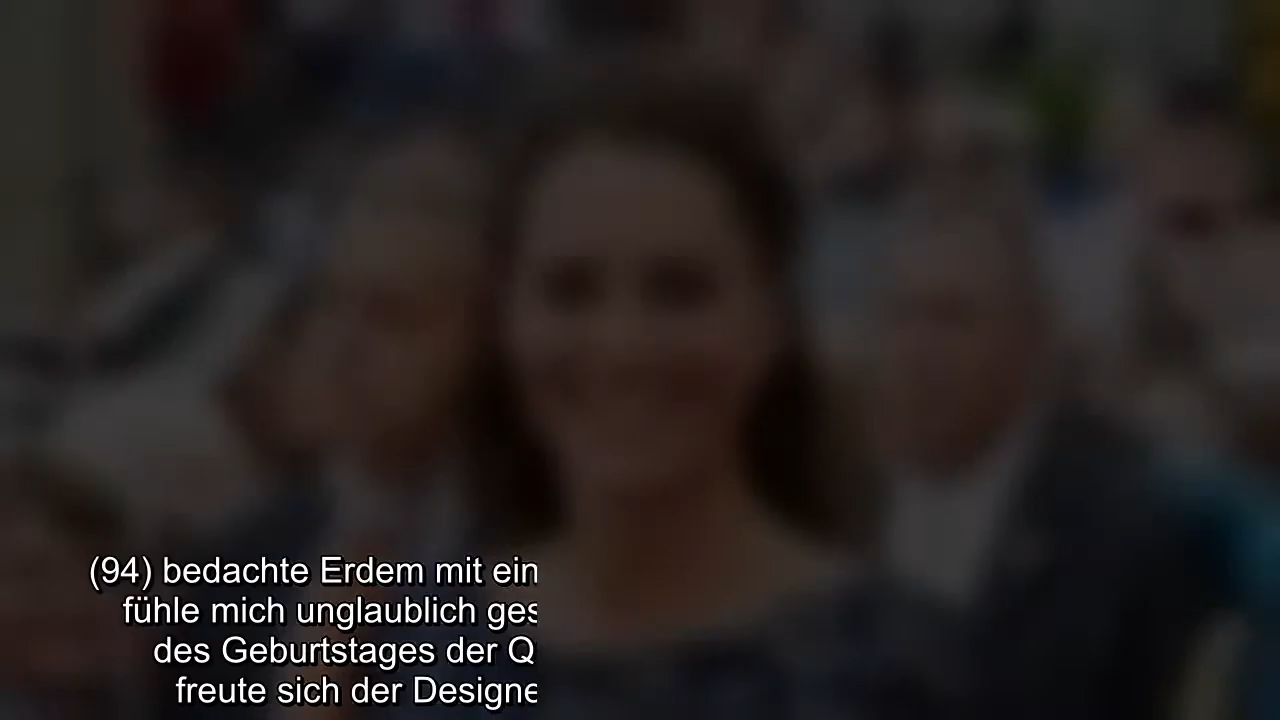 (94) bedachte Erdem mit ein
fühle mich unglaublich ges
des Geburtstages der Q
freute sich der Designe